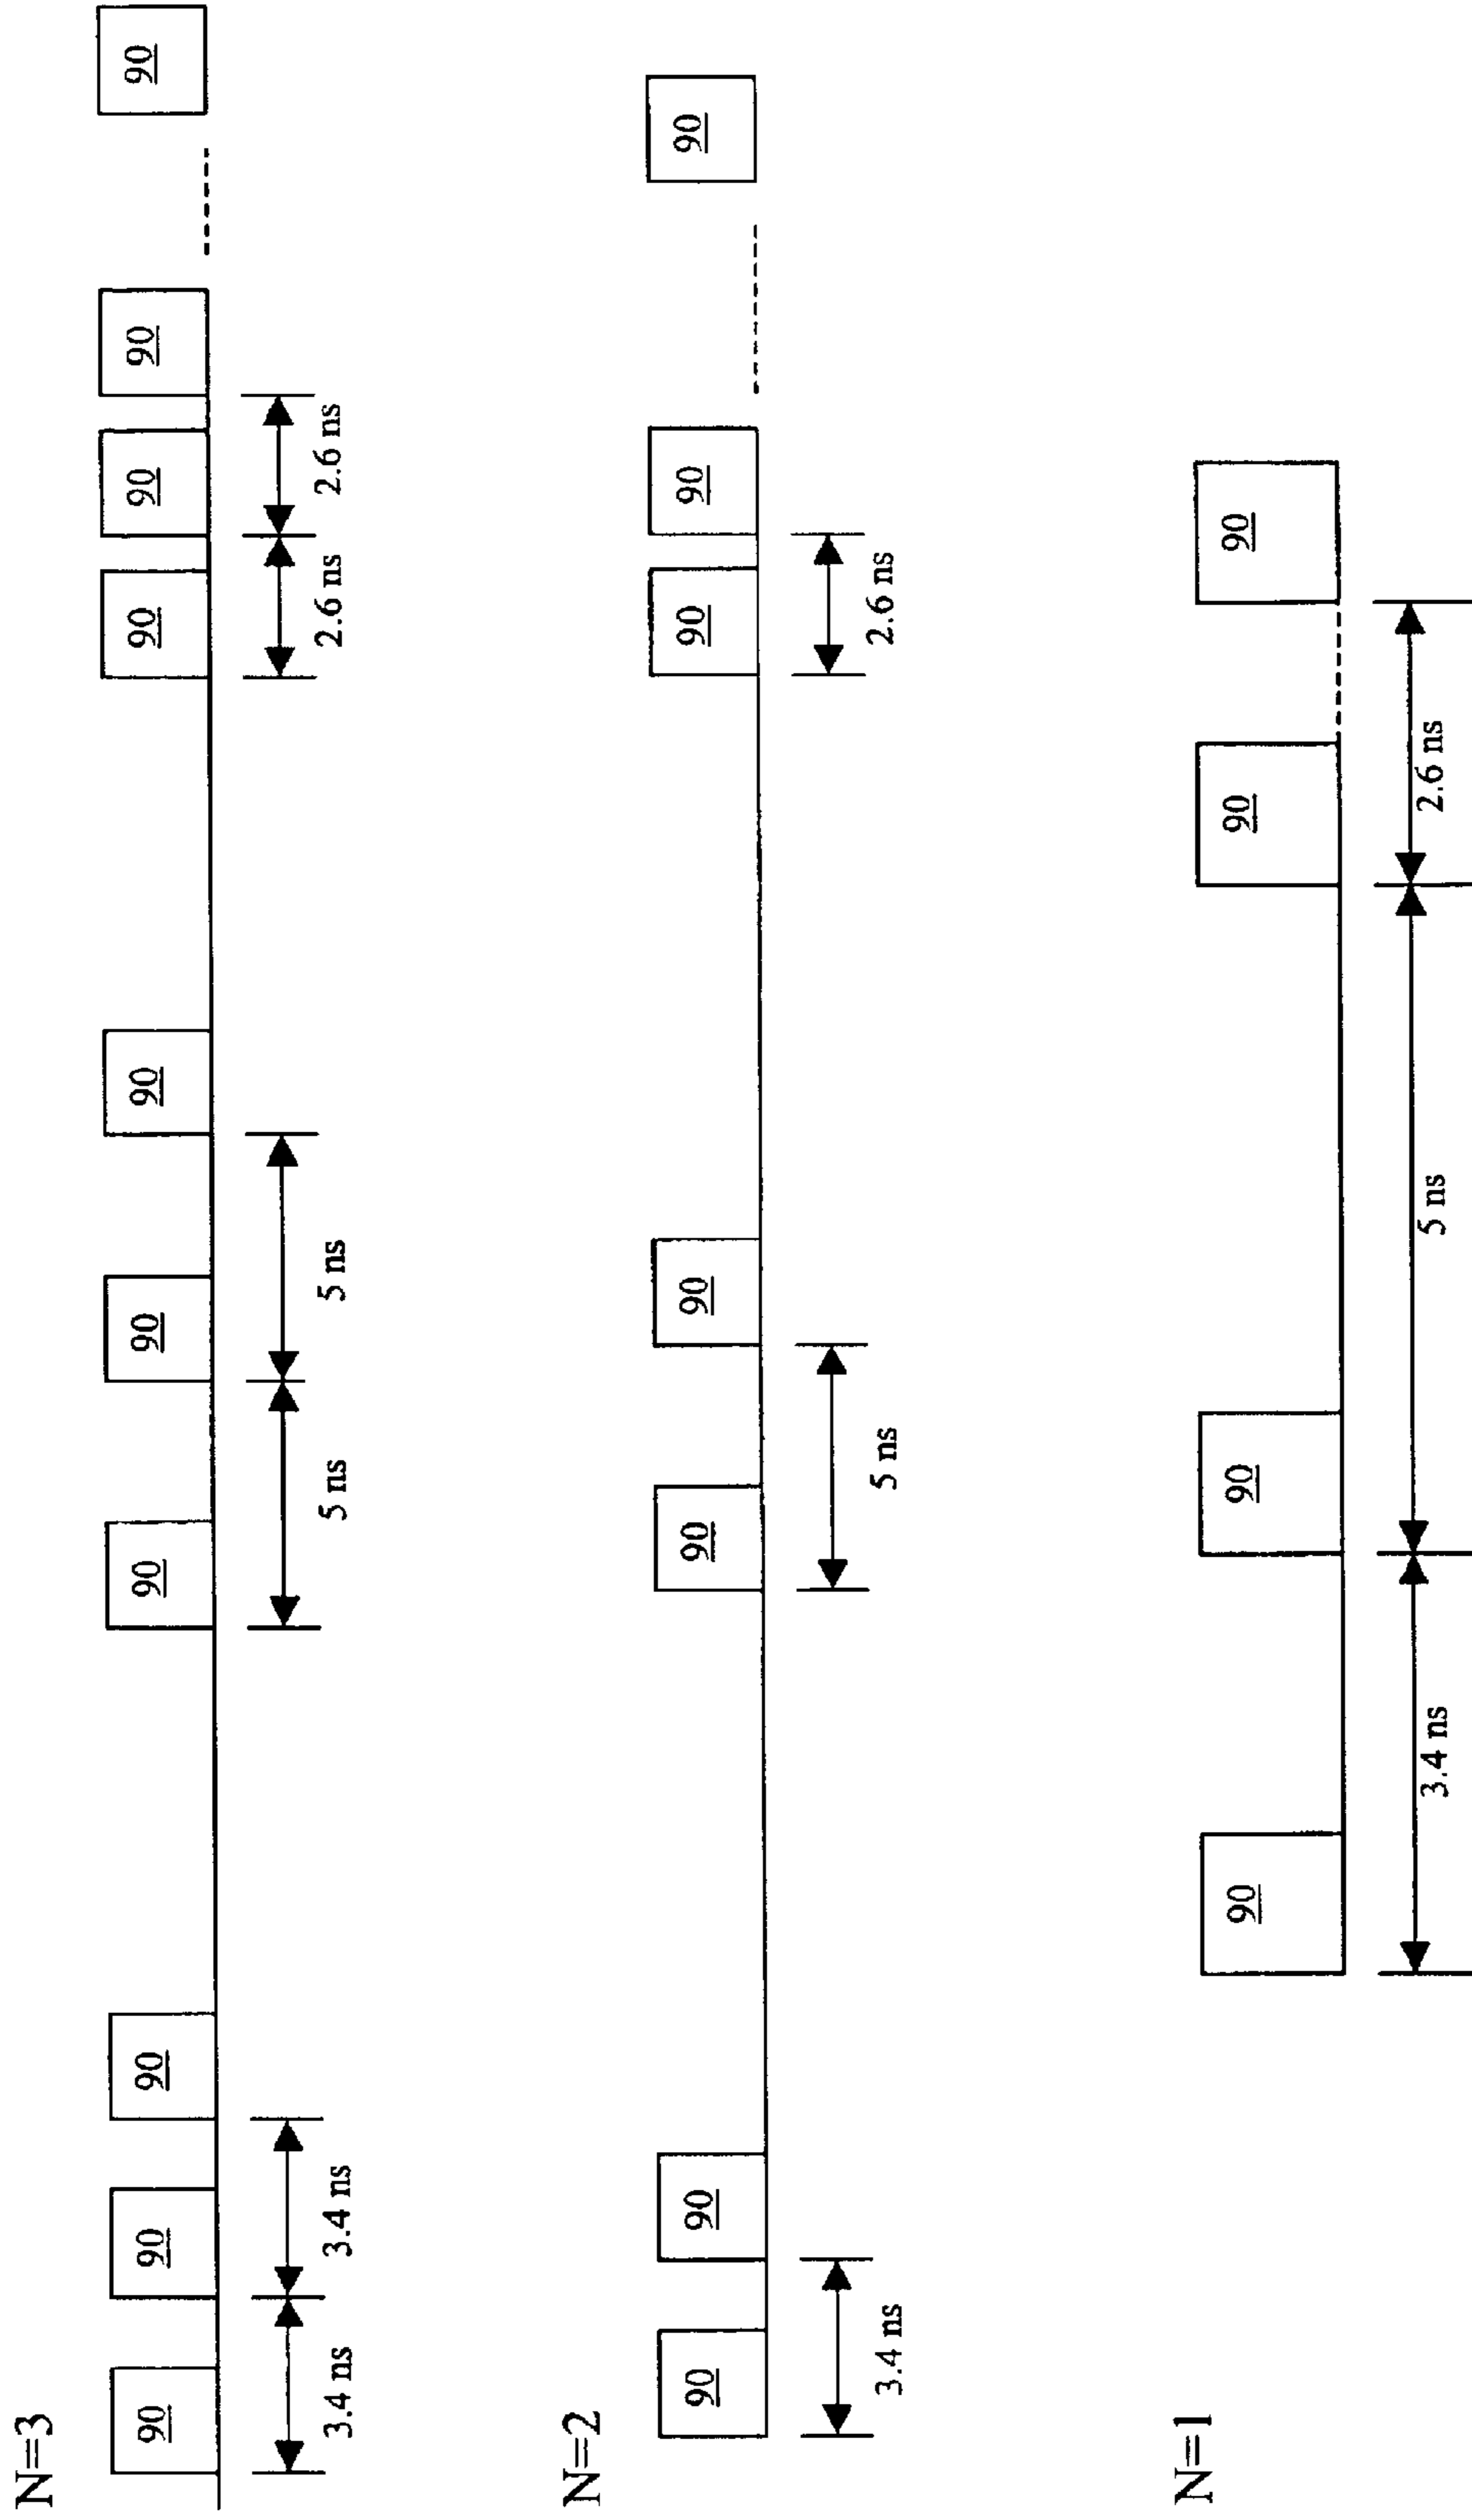 N=3
90 90 90 90 90 90 90 90 90 90
3.4 ns 3.4 ns 5 ns 5 ns 2.6 ns 2.6 ns
N=2
90 90 90 90 90 90 90
3.4 ns 5 ns 2.6 ns
N=1
90 90 90 90
3.4 ns 5 ns 2.6 ns